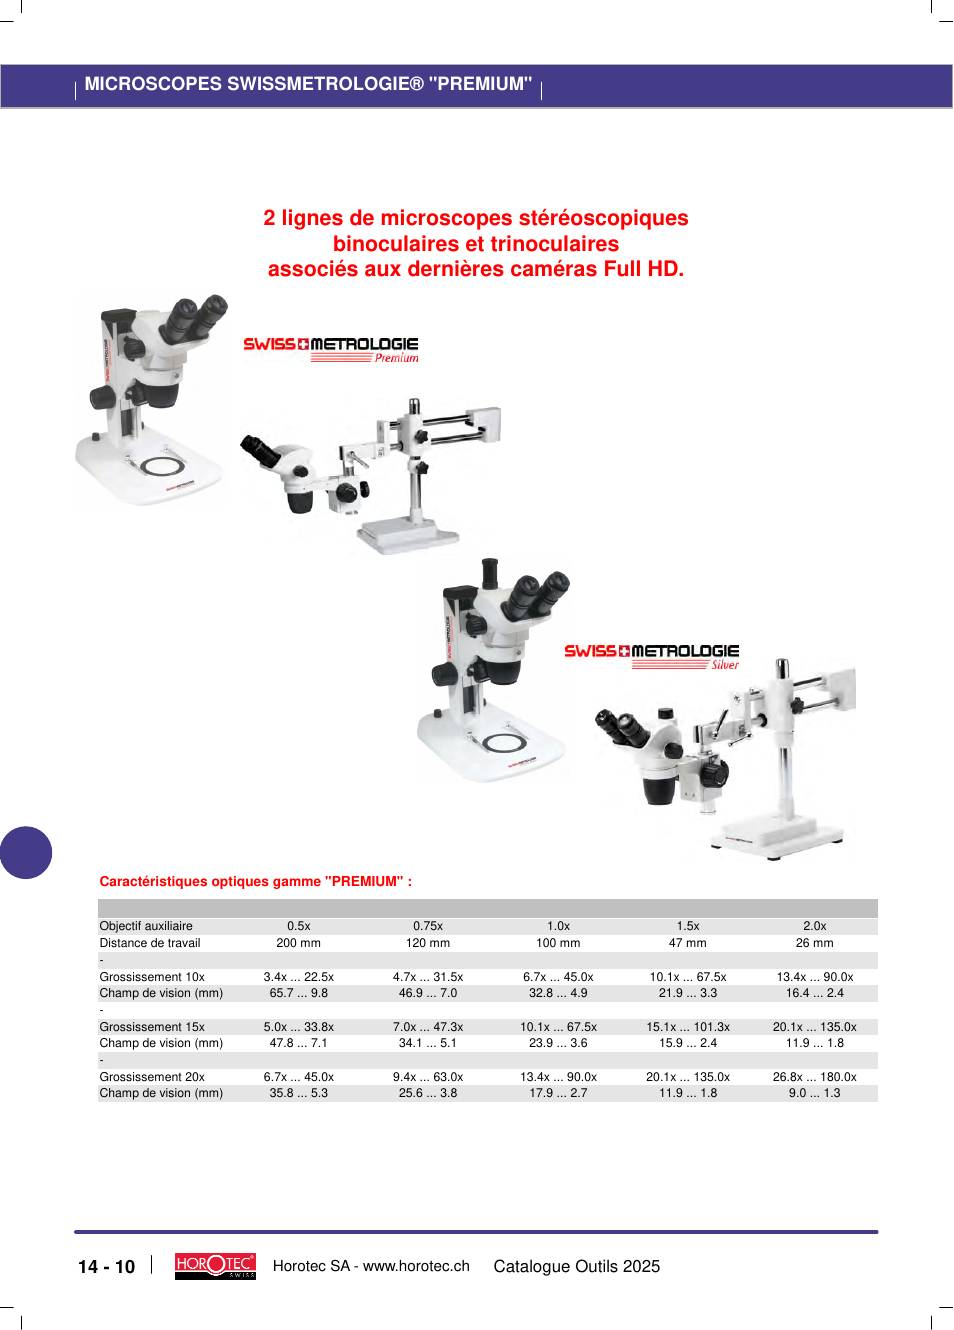 MICROSCOPES SWISSMETROLOGIE® "PREMIUM"
2 lignes de microscopes stéréoscopiques
binoculaires et trinoculaires
associés aux dernières caméras Full HD.
SWISS METROLOGIE
Premium
SWISS METROLOGIE
Silver
Caractéristiques optiques gamme "PREMIUM" :
Objectif auxiliaire 0.5x 0.75x 1.0x 1.5x 2.0x
Distance de travail 200 mm 120 mm 100 mm 47 mm 26 mm
-
Grossissement 10x 3.4x ... 22.5x 4.7x ... 31.5x 6.7x ... 45.0x 10.1x ... 67.5x 13.4x ... 90.0x
Champ de vision (mm) 65.7 ... 9.8 46.9 ... 7.0 32.8 ... 4.9 21.9 ... 3.3 16.4 ... 2.4
-
Grossissement 15x 5.0x ... 33.8x 7.0x ... 47.3x 10.1x ... 67.5x 15.1x ... 101.3x 20.1x ... 135.0x
Champ de vision (mm) 47.8 ... 7.1 34.1 ... 5.1 23.9 ... 3.6 15.9 ... 2.4 11.9 ... 1.8
-
Grossissement 20x 6.7x ... 45.0x 9.4x ... 63.0x 13.4x ... 90.0x 20.1x ... 135.0x 26.8x ... 180.0x
Champ de vision (mm) 35.8 ... 5.3 25.6 ... 3.8 17.9 ... 2.7 11.9 ... 1.8 9.0 ... 1.3
14 - 10 HOROTEC® SWISS Horotec SA - www.horotec.ch Catalogue Outils 2025